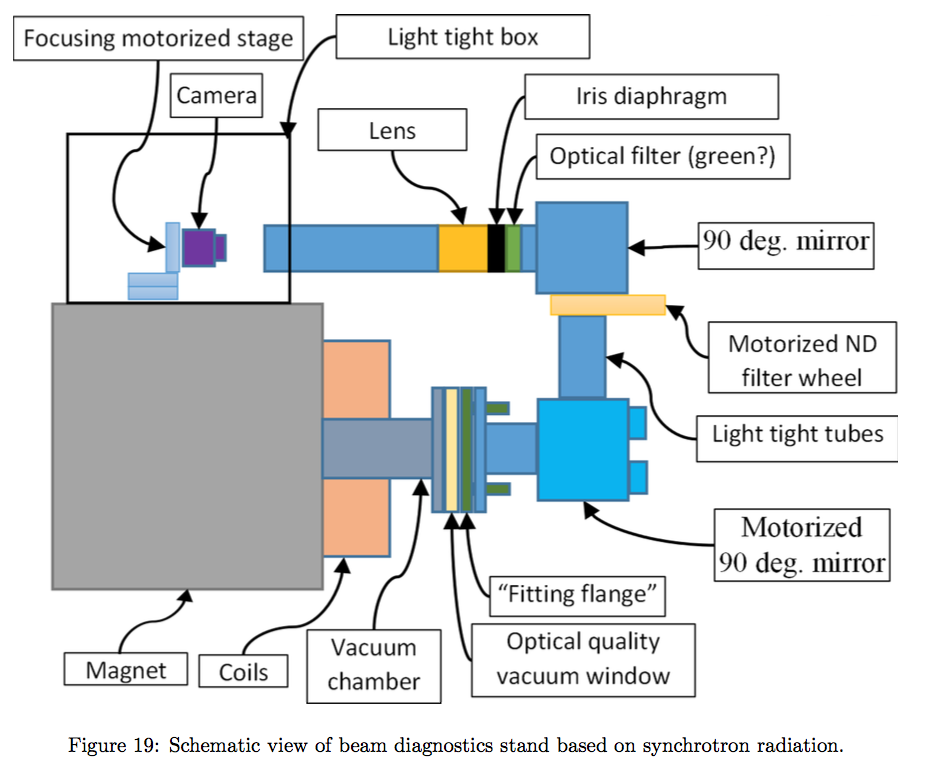 Focusing motorized stage
Light tight box
Camera
Iris diaphragm
Lens
Optical filter (green?)
90 deg. mirror
Motorized ND
filter wheel
Light tight tubes
Motorized
90 deg. mirror
“Fitting flange”
Optical quality
vacuum window
Vacuum
chamber
Coils
Magnet
Figure 19: Schematic view of beam diagnostics stand based on synchrotron radiation.